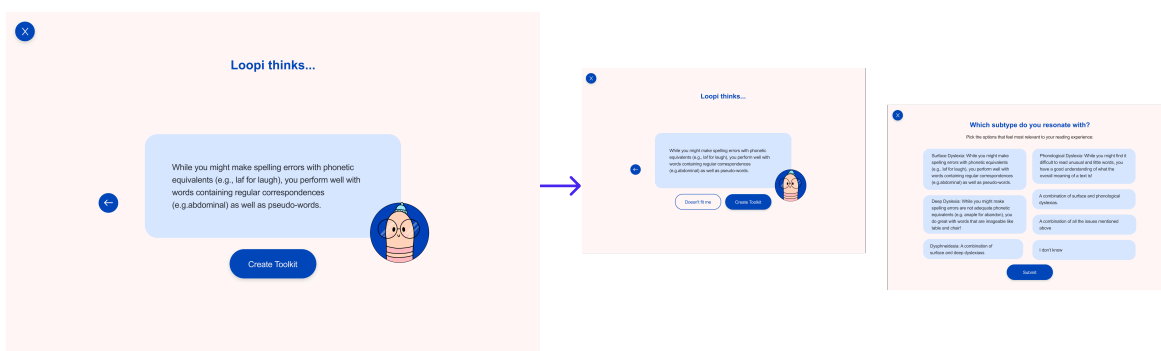 X
Loopi thinks...
While you might make spelling errors with phonetic
equivalents (e.g., laf for laugh), you perform well with
words containing regular correspondences
(e.g.abdominal) as well as pseudo-words.
Create Toolkit
X
Loopi thinks...
While you might make spelling errors with phonetic
equivalents (e.g., laf for laugh), you perform well with
words containing regular correspondences
(e.g.abdominal) as well as pseudo-words.
Doesn't fit me
Create Toolkit
X
Which subtype do you resonate with?
Pick the options that feel most relevant to your reading experience:
Surface Dyslexia: While you might make
spelling errors with phonetic equivalents
(e.g., laf for laugh), you perform well with
words containing regular correspondences
(e.g.abdominal) as well as pseudo-words.
Phonological Dyslexia: While you might find it
difficult to read unusual and little words, you
have a good understanding of what the
overall meaning of a text is!
Deep Dyslexia: While you might make
spelling errors are not adequate phonetic
equivalents (e.g. anaple for abandon), you
do great with words that are imageable like
table and chair!
A combination of surface and phonological
dyslexias.
A combination of all the issues mentioned
above
Dysphneidesia: A combination of
surface and deep dyslexias
I don't know
Submit